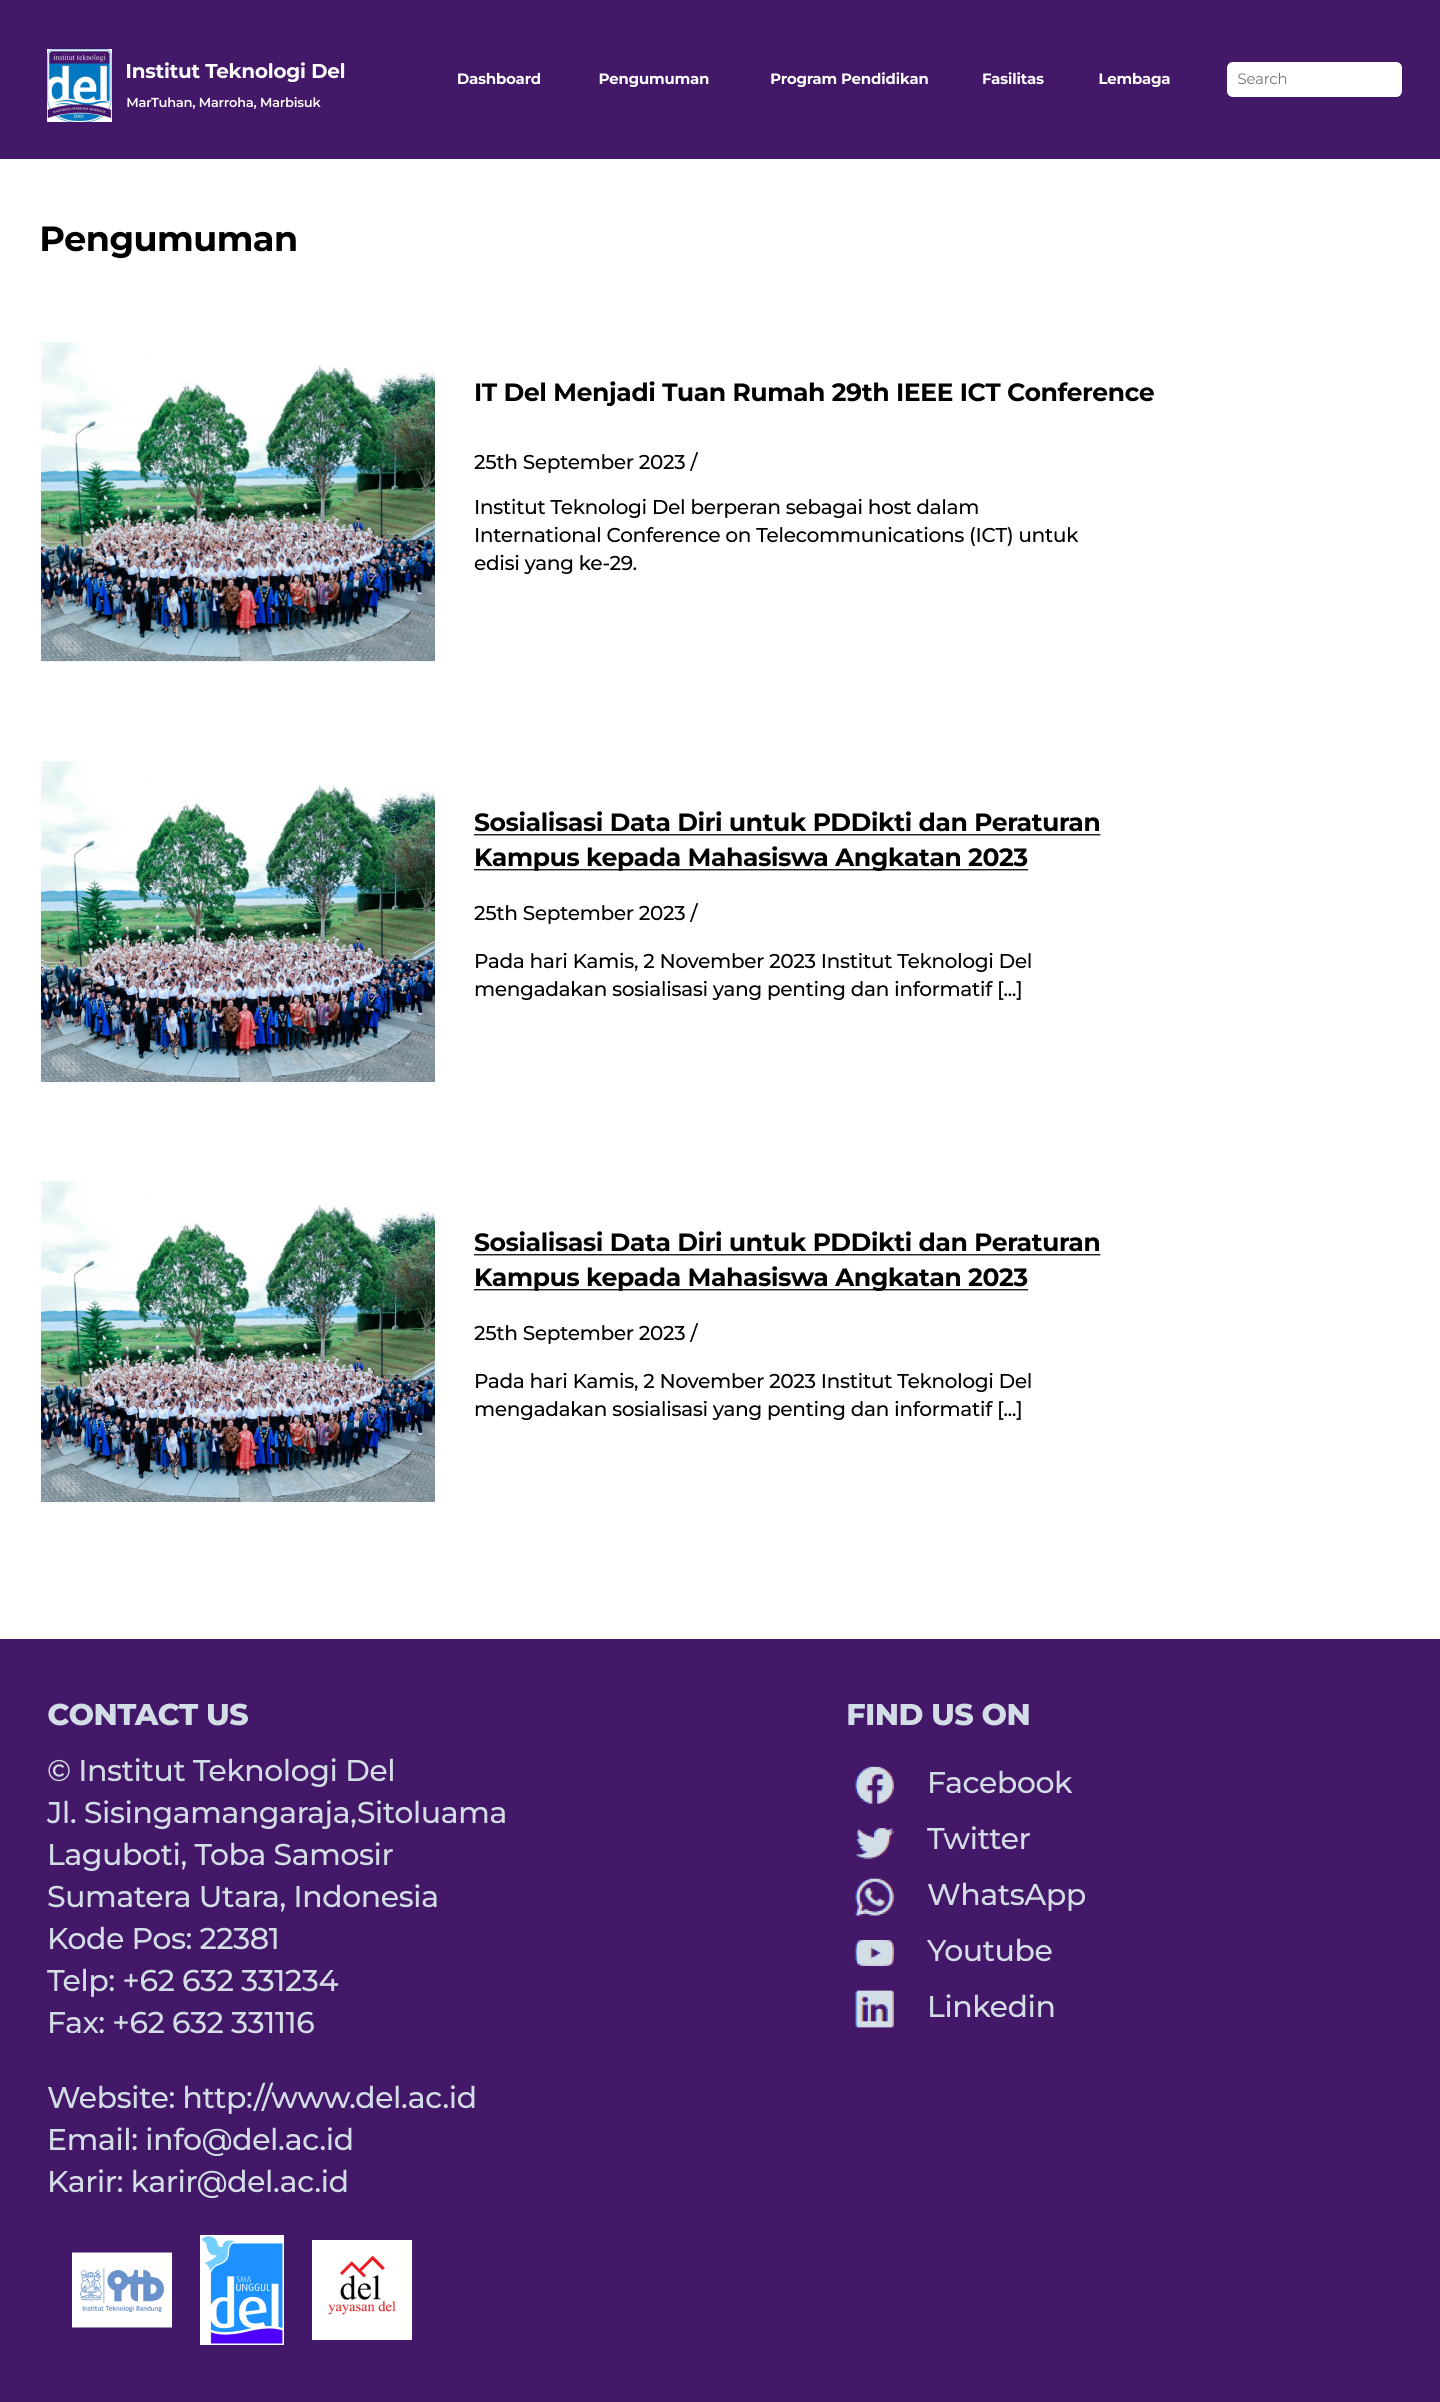 institut teknologi
del
MARTUHAN-MARROHA-MARBISUK
2001
Institut Teknologi Del
MarTuhan, Marroha, Marbisuk
Dashboard
Pengumuman
Program Pendidikan
Fasilitas
Lembaga
Search
Pengumuman
IT Del Menjadi Tuan Rumah 29th IEEE ICT Conference
25th September 2023 /
Institut Teknologi Del berperan sebagai host dalam
International Conference on Telecommunications (ICT) untuk
edisi yang ke-29.
Sosialisasi Data Diri untuk PDDikti dan Peraturan
Kampus kepada Mahasiswa Angkatan 2023
25th September 2023 /
Pada hari Kamis, 2 November 2023 Institut Teknologi Del
mengadakan sosialisasi yang penting dan informatif [...]
Sosialisasi Data Diri untuk PDDikti dan Peraturan
Kampus kepada Mahasiswa Angkatan 2023
25th September 2023 /
Pada hari Kamis, 2 November 2023 Institut Teknologi Del
mengadakan sosialisasi yang penting dan informatif [...]
CONTACT US
© Institut Teknologi Del
Jl. Sisingamangaraja,Sitoluama
Laguboti, Toba Samosir
Sumatera Utara, Indonesia
Kode Pos: 22381
Telp: +62 632 331234
Fax: +62 632 331116
Website: http://www.del.ac.id
Email: info@del.ac.id
Karir: karir@del.ac.id
FIND US ON
Facebook
Twitter
WhatsApp
Youtube
Linkedin
Institut Teknologi Bandung
SMA
UNGGUL
del
del
yayasan del